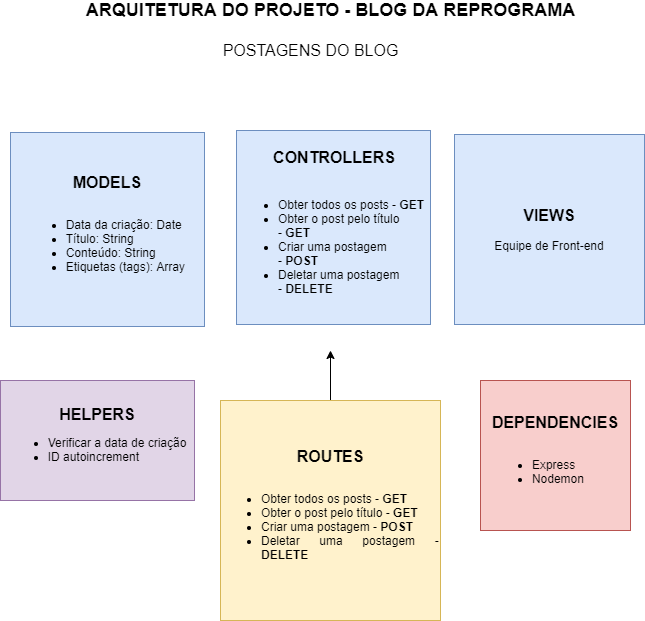 ARQUITETURA DO PROJETO - BLOG DA REPROGRAMA
POSTAGENS DO BLOG
MODELS
Data da criação: Date
Título: String
Conteúdo: String
Etiquetas (tags): Array
CONTROLLERS
Obter todos os posts - GET
Obter o post pelo título
- GET
Criar uma postagem
- POST
Deletar uma postagem
- DELETE
VIEWS
Equipe de Front-end
HELPERS
Verificar a data de criação
ID autoincrement
ROUTES
Obter todos os posts - GET
Obter o post pelo título - GET
Criar uma postagem - POST
Deletar uma postagem -
DELETE
DEPENDENCIES
Express
Nodemon